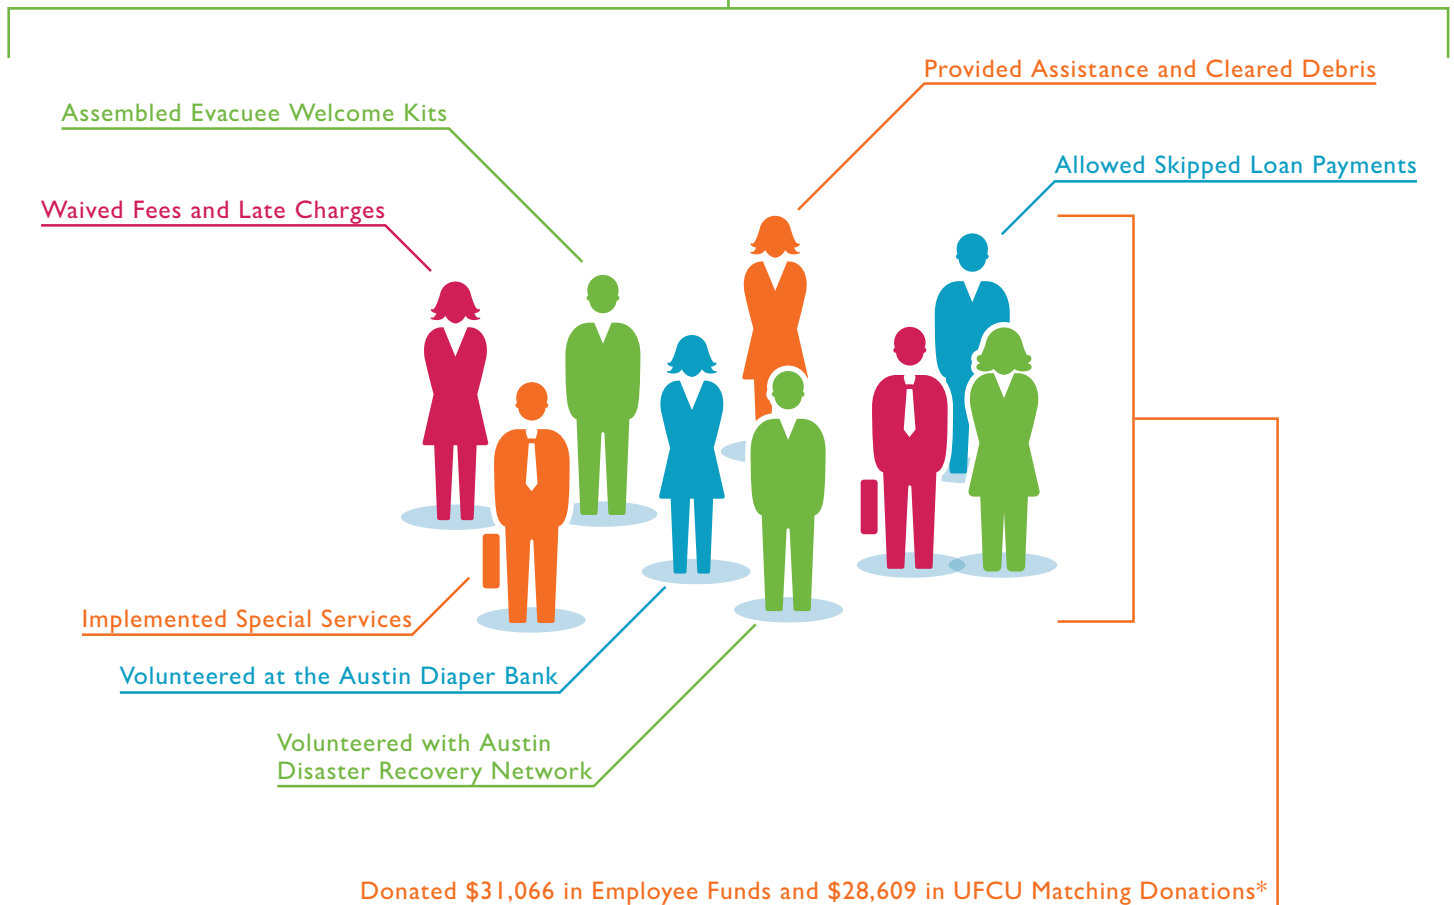 Provided Assistance and Cleared Debris
Assembled Evacuee Welcome Kits
Allowed Skipped Loan Payments
Waived Fees and Late Charges
Implemented Special Services
Volunteered at the Austin Diaper Bank
Volunteered with Austin
Disaster Recovery Network
Donated $31,066 in Employee Funds and $28,609 in UFCU Matching Donations*